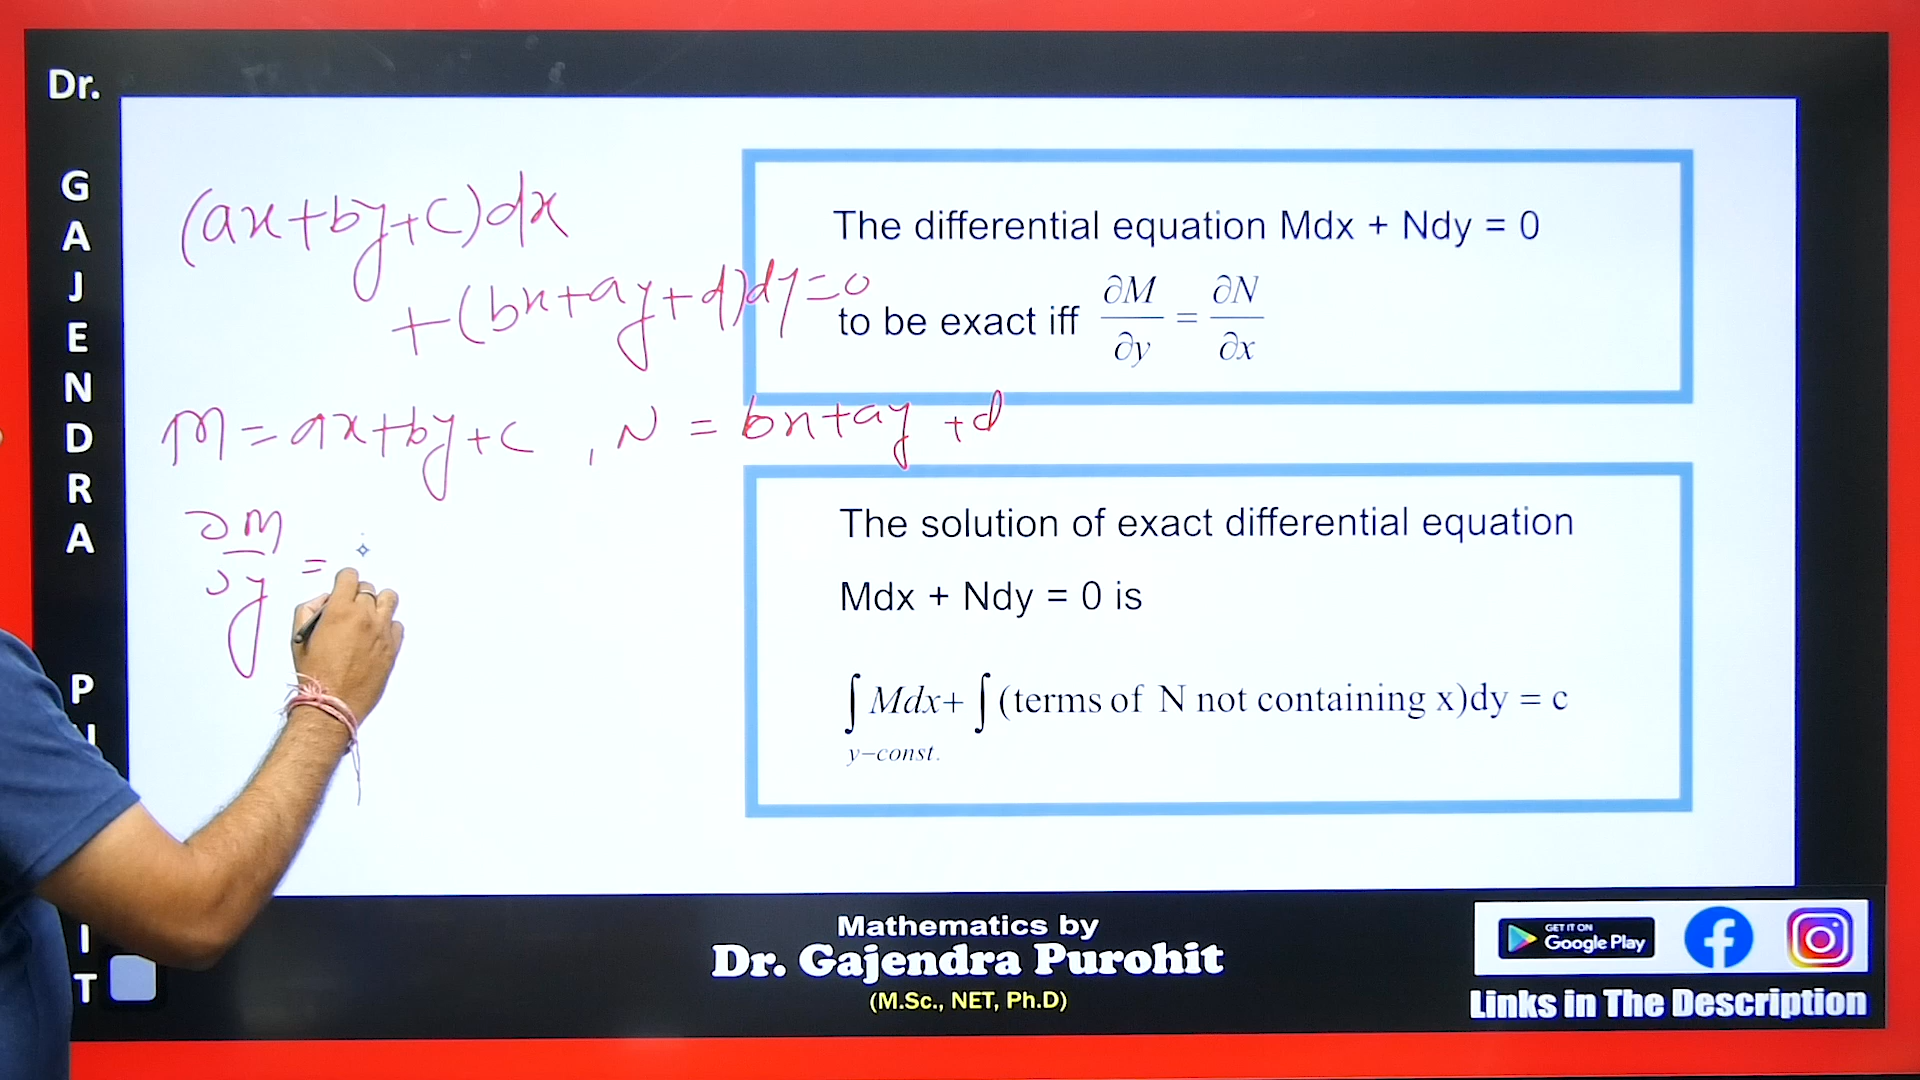 Dr.
G
A
J
E
N
D
R
A
P
I
T
(ax+by+c)dx
+(bx+ay+d)dy=0
M=ax+by+c , N = bx+ay+d
∂M/∂y =
The differential equation Mdx + Ndy = 0
to be exact iff ∂M/∂y = ∂N/∂x
The solution of exact differential equation
Mdx + Ndy = 0 is
∫ Mdx+ ∫(terms of N not containing x)dy = c
y−const.
Mathematics by
Dr. Gajendra Purohit
(M.Sc., NET, Ph.D)
GET IT ON
Google Play
Links in The Description